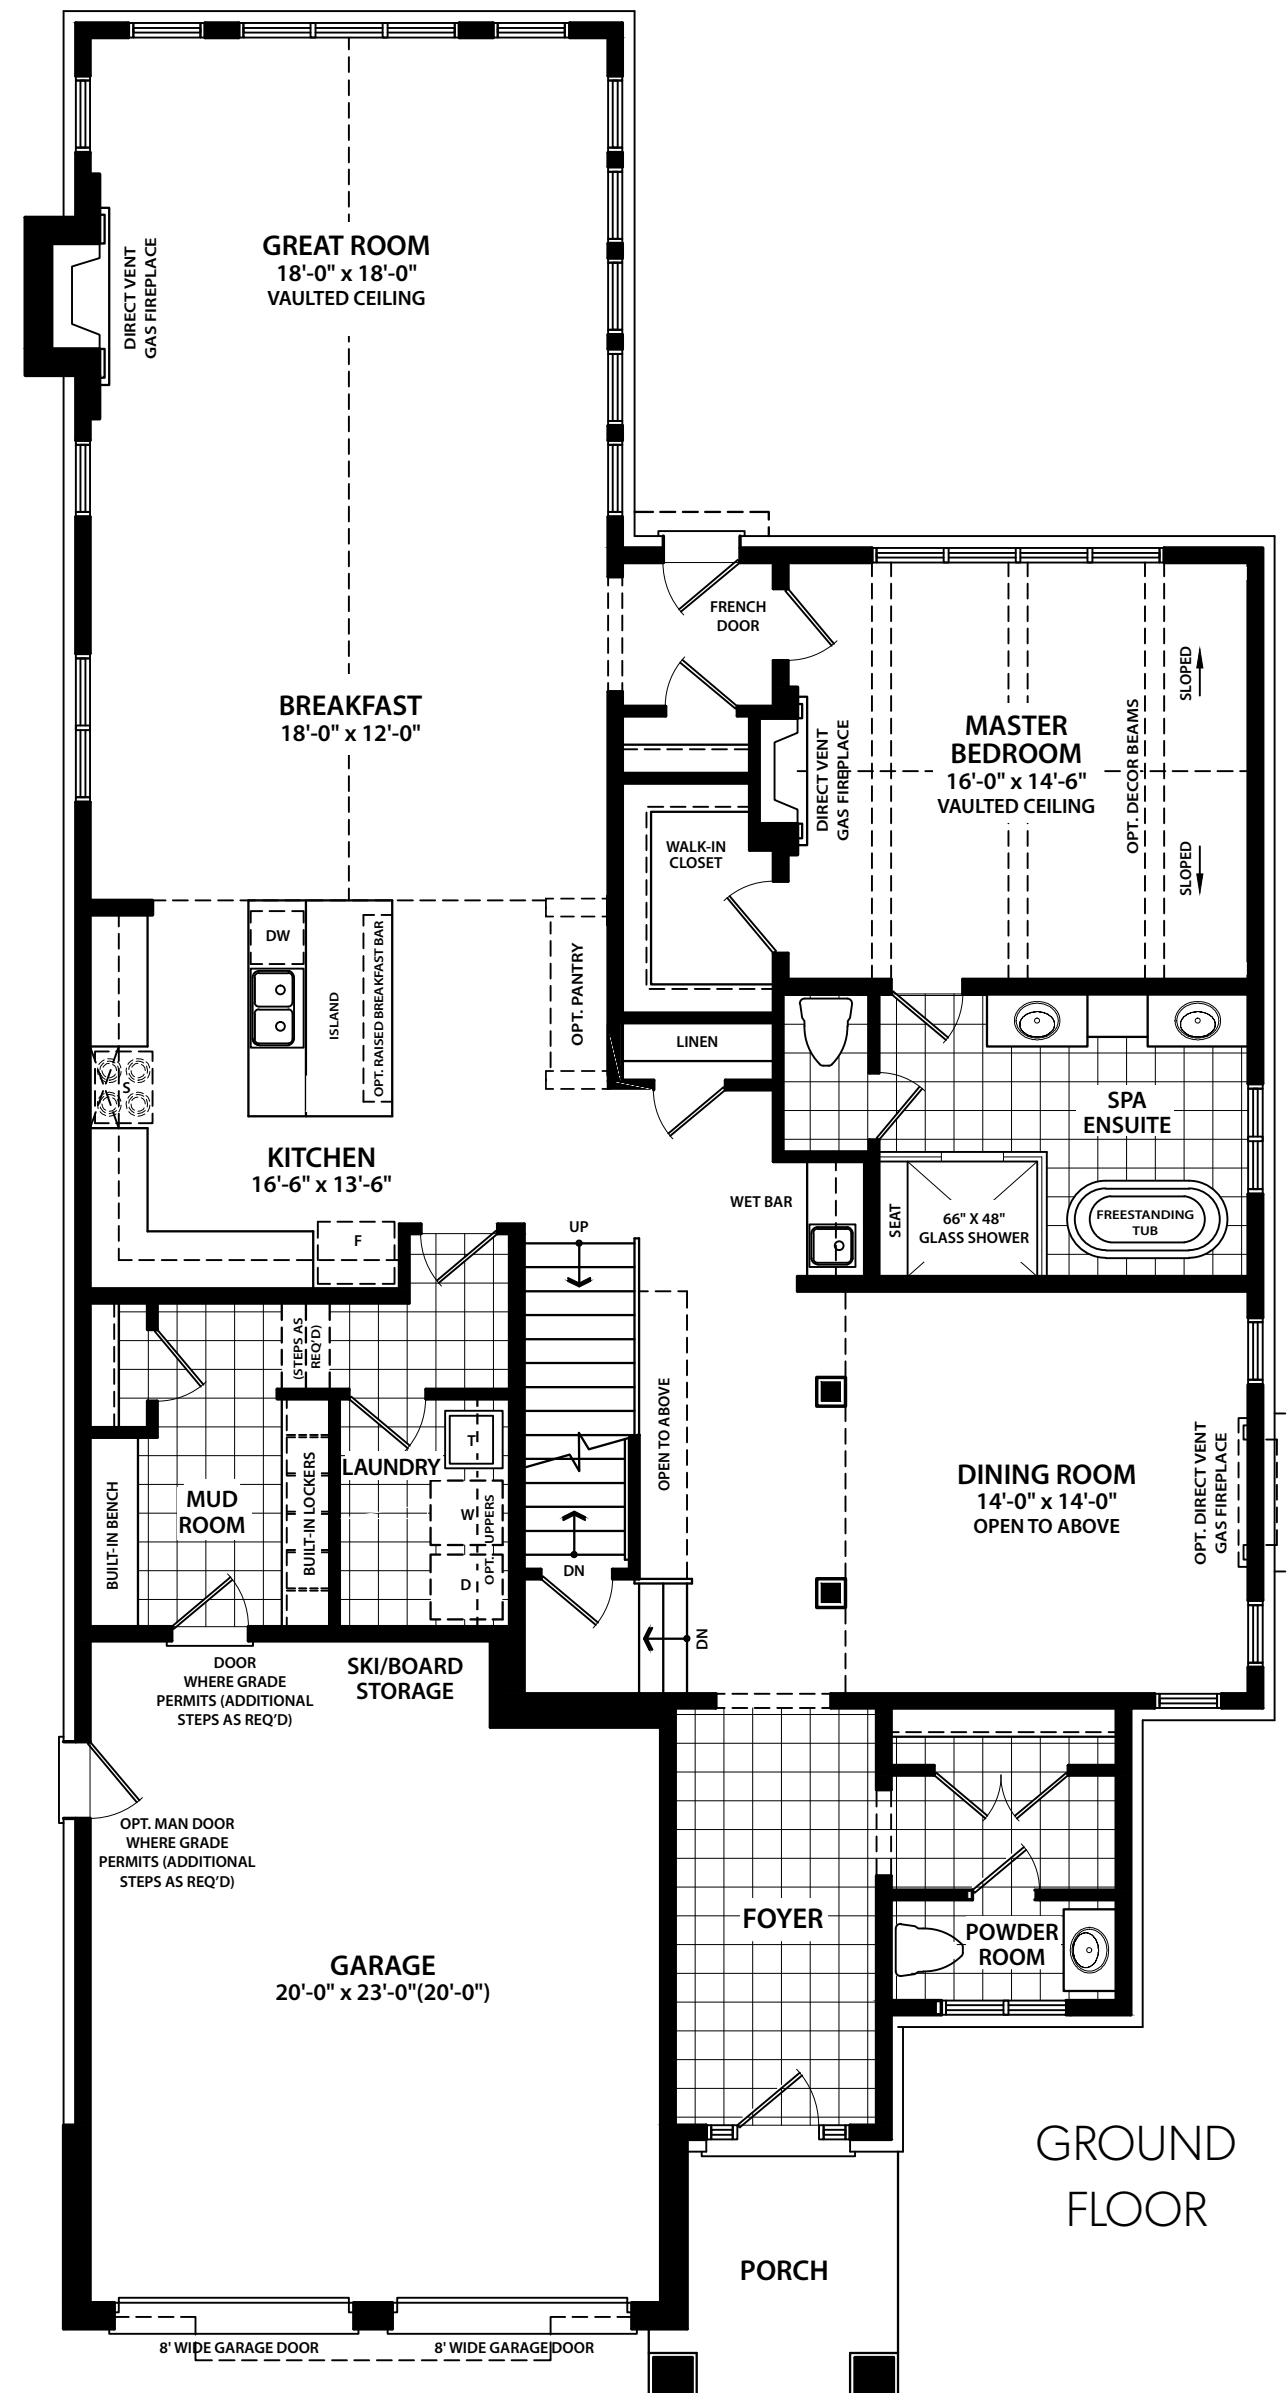 GREAT ROOM
18'-0" x 18'-0"
VAULTED CEILING
DIRECT VENT
GAS FIREPLACE
FRENCH
DOOR
BREAKFAST
18'-0" x 12'-0"
MASTER
BEDROOM
16'-0" x 14'-6"
VAULTED CEILING
SLOPED
SLOPED
OPT. DECOR BEAMS
DIRECT VENT
GAS FIREPLACE
WALK-IN
CLOSET
DW
ISLAND
OPT. RAISED BREAKFAST BAR
OPT. PANTRY
LINEN
S
SPA
ENSUITE
KITCHEN
16'-6" x 13'-6"
F
UP
WET BAR
SEAT
66" X 48"
GLASS SHOWER
FREESTANDING
TUB
(STEPS AS
REQ'D)
OPEN TO ABOVE
LAUNDRY
T
W
D
OPT. UPPERS
MUD
ROOM
BUILT-IN BENCH
BUILT-IN LOCKERS
DN
DN
DINING ROOM
14'-0" x 14'-0"
OPEN TO ABOVE
OPT. DIRECT VENT
GAS FIREPLACE
DOOR
WHERE GRADE
PERMITS (ADDITIONAL
STEPS AS REQ'D)
SKI/BOARD
STORAGE
OPT. MAN DOOR
WHERE GRADE
PERMITS (ADDITIONAL
STEPS AS REQ'D)
FOYER
POWDER
ROOM
GARAGE
20'-0" x 23'-0"(20'-0")
GROUND
FLOOR
PORCH
8' WIDE GARAGE DOOR
8' WIDE GARAGE DOOR